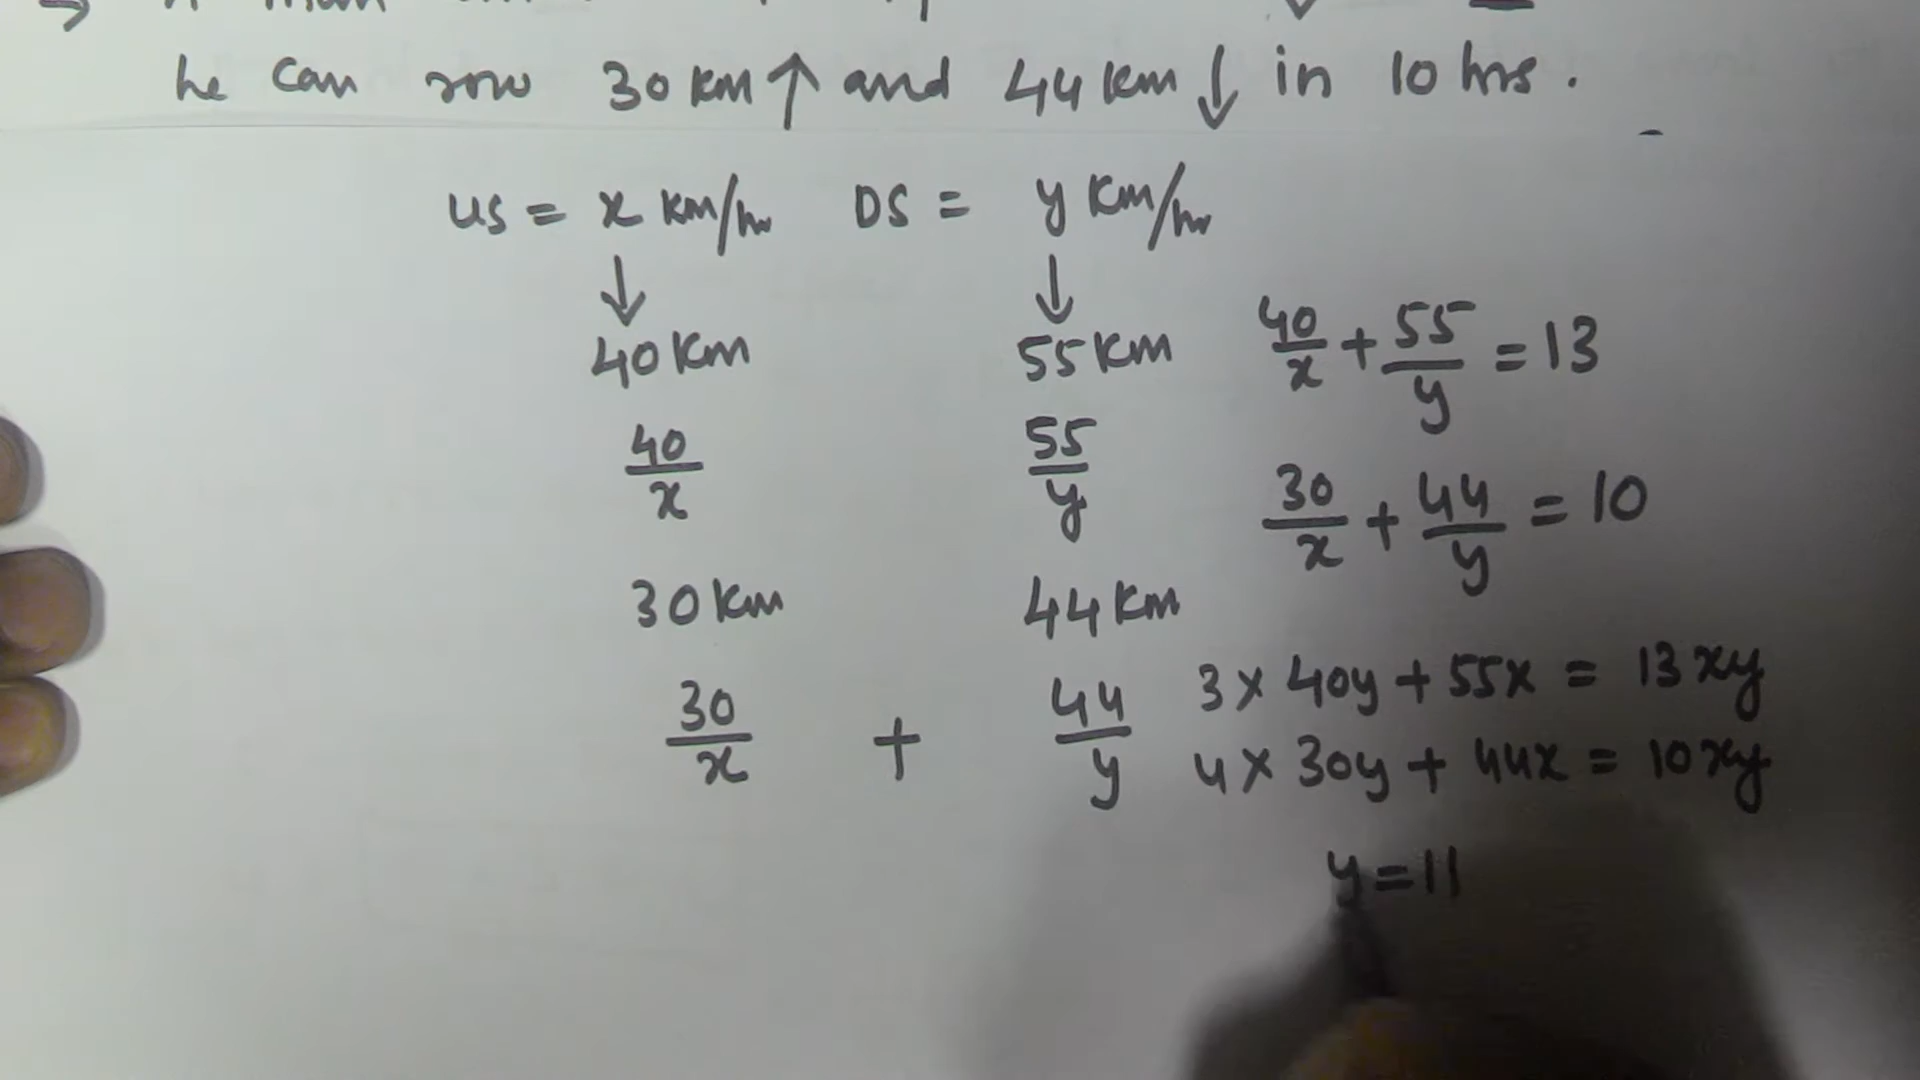 he can row 30 km ↑ and 44 km ↓ in 10 hrs.
US = x km/hr DS = y km/hr
↓ ↓
40 km 55 km
40/x 55/y
30 km 44 km
30/x + 44/y
40/x + 55/y = 13
30/x + 44/y = 10
3 × 40y + 55x = 13xy
4 × 30y + 44x = 10xy
y = 11